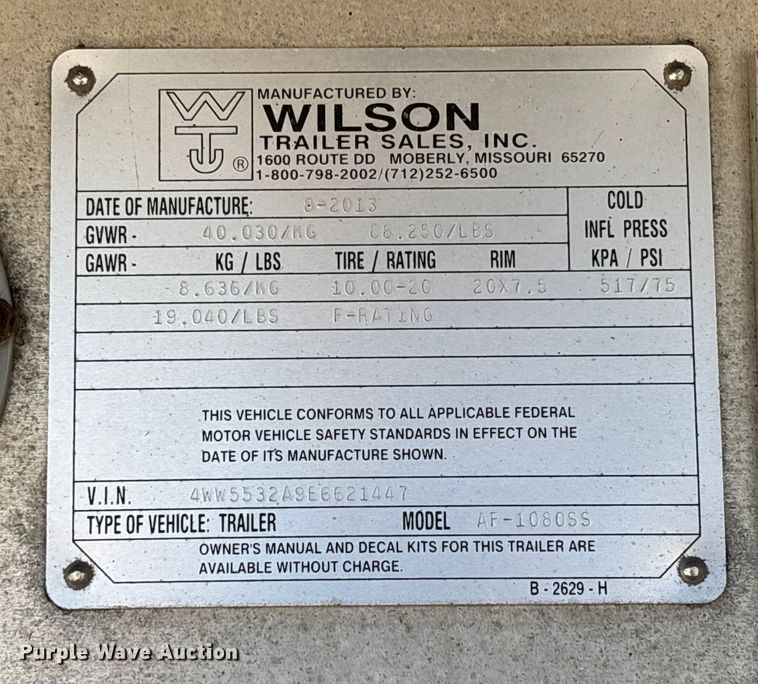 MANUFACTURED BY:
WILSON
TRAILER SALES, INC.
1600 ROUTE DD MOBERLY, MISSOURI 65270
1-800-798-2002/(712)252-6500
WT ®
DATE OF MANUFACTURE: 8-2013
GVWR - 40.030/KG 88.250/LBS
COLD
INFL PRESS
KPA / PSI
GAWR - KG / LBS TIRE / RATING RIM
8.636/KG 10.00-20 20X7.5 517/75
19.040/LBS F-RATING
THIS VEHICLE CONFORMS TO ALL APPLICABLE FEDERAL
MOTOR VEHICLE SAFETY STANDARDS IN EFFECT ON THE
DATE OF ITS MANUFACTURE SHOWN.
V.I.N. 4WW5532A9E6621447
TYPE OF VEHICLE: TRAILER MODEL AF-1080SS
OWNER'S MANUAL AND DECAL KITS FOR THIS TRAILER ARE
AVAILABLE WITHOUT CHARGE.
B - 2629 - H
Purple Wave Auction